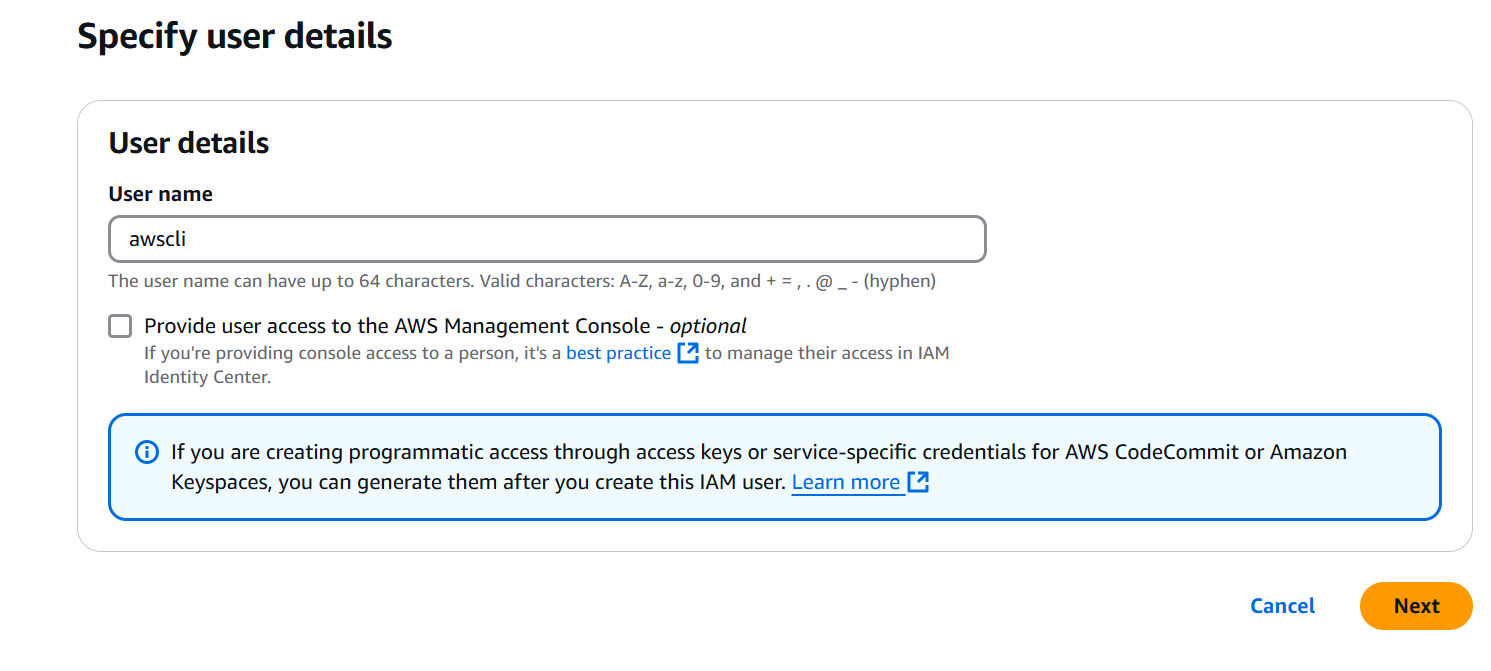 Specify user details
User details
User name
awscli
The user name can have up to 64 characters. Valid characters: A-Z, a-z, 0-9, and + = , . @ _ - (hyphen)
Provide user access to the AWS Management Console - optional
If you're providing console access to a person, it's a best practice to manage their access in IAM
Identity Center.
If you are creating programmatic access through access keys or service-specific credentials for AWS CodeCommit or Amazon
Keyspaces, you can generate them after you create this IAM user. Learn more
Cancel
Next